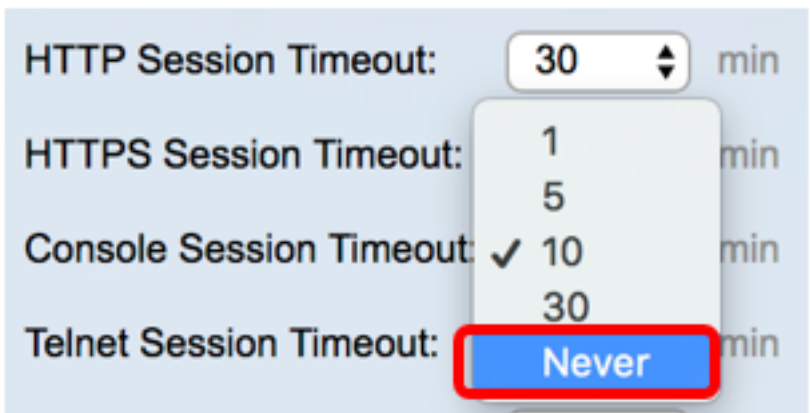 HTTP Session Timeout: 30 min
1
HTTPS Session Timeout: min
5
Console Session Timeout: ✓ 10 min
30
Telnet Session Timeout: min
Never